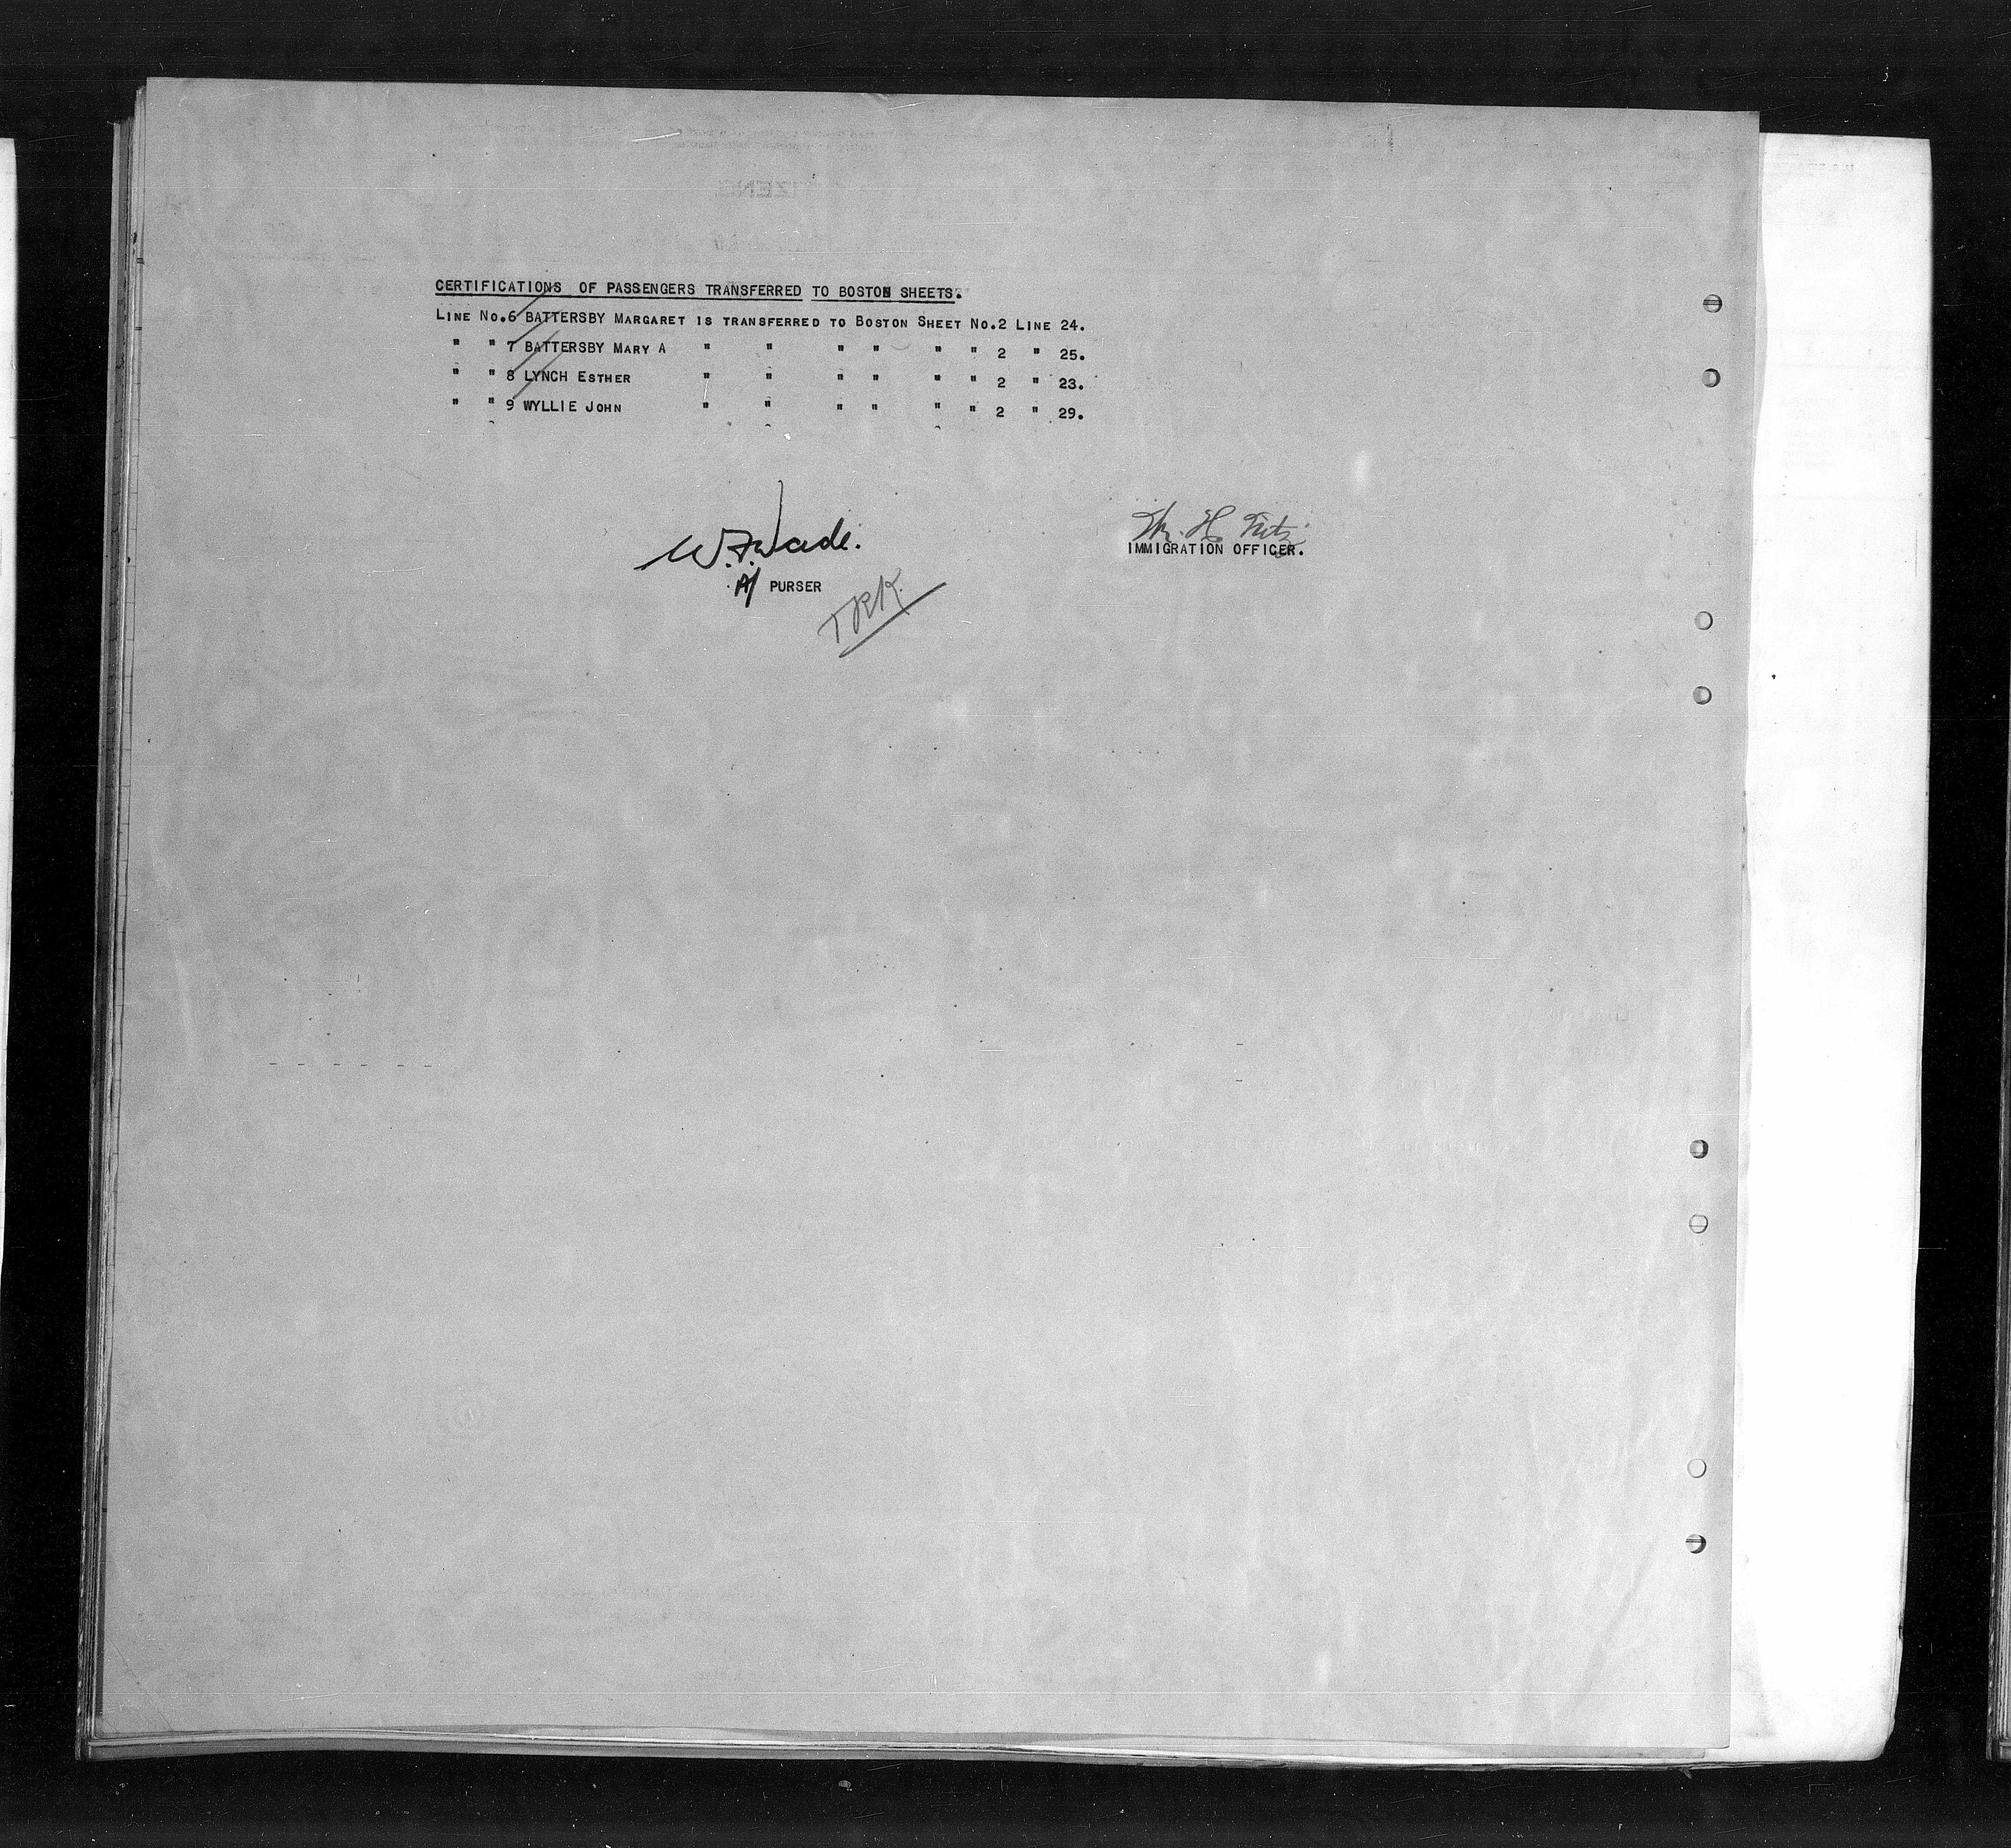 CERTIFICATIONS OF PASSENGERS TRANSFERRED TO BOSTON SHEETS.
LINE NO.6 BATTERSBY MARGARET IS TRANSFERRED TO BOSTON SHEET NO.2 LINE 24.
" " 7 BATTERSBY MARY A " " " " " " 2 " 25.
" " 8 LYNCH ESTHER " " " " " " 2 " 23.
" " 9 WYLLIE JOHN " " " " " " 2 " 29.
W.F. Wade.
A/ PURSER
IMMIGRATION OFFICER.